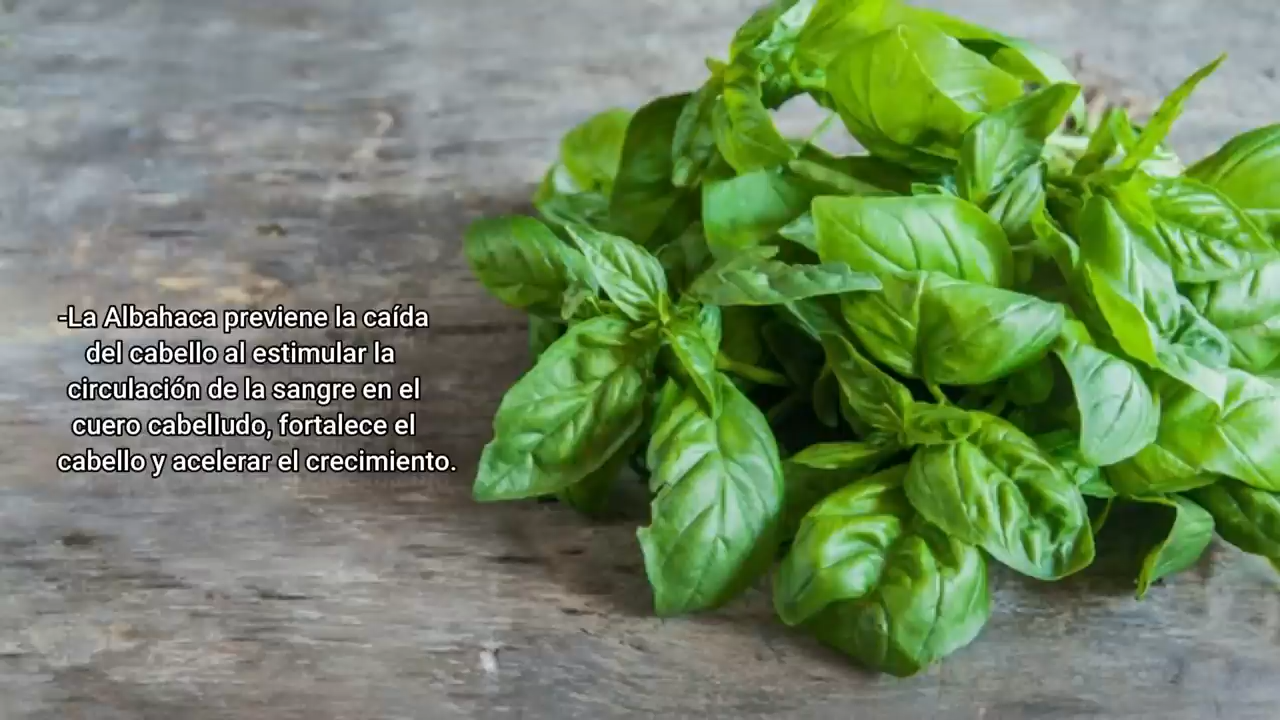 -La Albahaca previene la caída
del cabello al estimular la
circulación de la sangre en el
cuero cabelludo, fortalece el
cabello y acelerar el crecimiento.